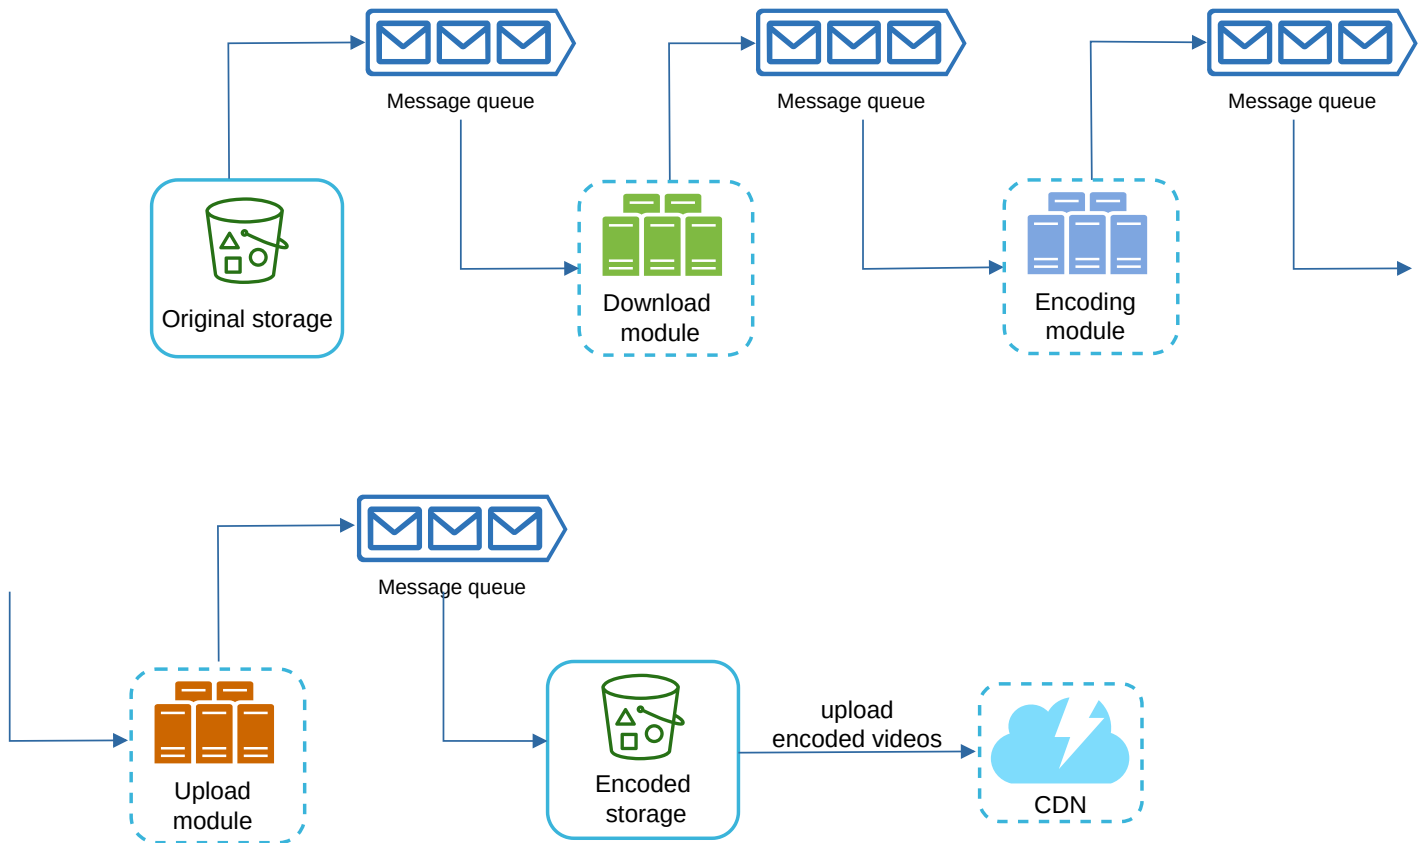 Message queue
Message queue
Message queue
Original storage
Download
module
Encoding
module
Message queue
Upload
module
Encoded
storage
upload
encoded videos
CDN